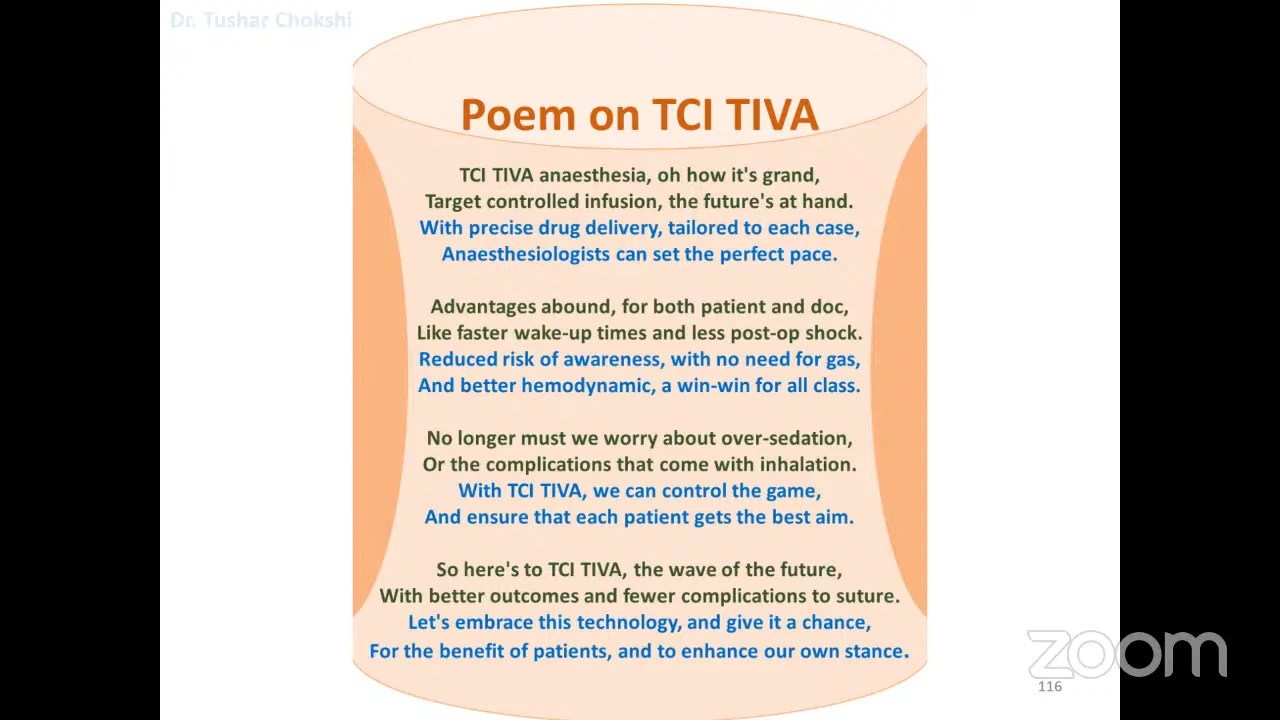 Dr. Tushar Chokshi
Poem on TCI TIVA
TCI TIVA anaesthesia, oh how it's grand,
Target controlled infusion, the future's at hand.
With precise drug delivery, tailored to each case,
Anaesthesiologists can set the perfect pace.
Advantages abound, for both patient and doc,
Like faster wake-up times and less post-op shock.
Reduced risk of awareness, with no need for gas,
And better hemodynamic, a win-win for all class.
No longer must we worry about over-sedation,
Or the complications that come with inhalation.
With TCI TIVA, we can control the game,
And ensure that each patient gets the best aim.
So here's to TCI TIVA, the wave of the future,
With better outcomes and fewer complications to suture.
Let's embrace this technology, and give it a chance,
For the benefit of patients, and to enhance our own stance.
zoom
116